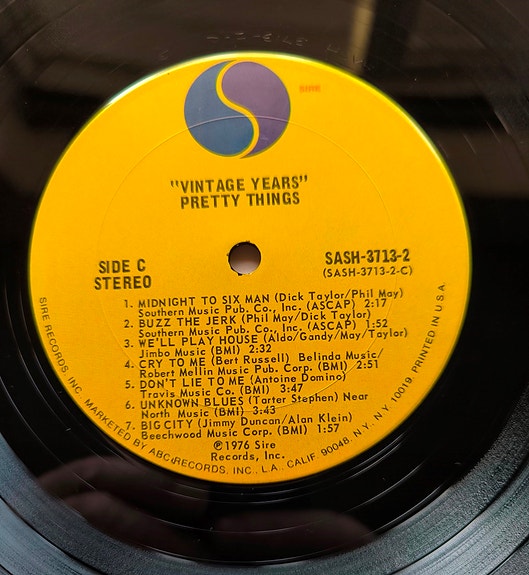 SIRE
"VINTAGE YEARS"
PRETTY THINGS
SIDE C
STEREO
SASH-3713-2
(SASH-3713-2-C)
1. MIDNIGHT TO SIX MAN (Dick Taylor/Phil May)
Southern Music Pub. Co., Inc. (ASCAP) 2:17
2. BUZZ THE JERK (Phil May/Dick Taylor)
Southern Music Pub. Co., Inc. (ASCAP) 1:52
3. WE'LL PLAY HOUSE (Aldo/Gandy/May/Taylor)
Jimbo Music (BMI) 2:32
4. CRY TO ME (Bert Russell) Belinda Music/
Robert Mellin Music Pub. Corp. (BMI) 2:51
5. DON'T LIE TO ME (Antoine Domino)
Travis Music Co. (BMI) 3:47
6. UNKNOWN BLUES (Tarter Stephen) Near
North Music (BMI) 3:43
7. BIG CITY (Jimmy Duncan/Alan Klein)
Beechwood Music Corp. (BMI) 1:57
℗1976 Sire
Records, Inc.
SIRE RECORDS, INC. MARKETED BY ABC RECORDS, INC., L.A., CALIF. 90048, N.Y., N.Y. 10019. PRINTED IN U.S.A.